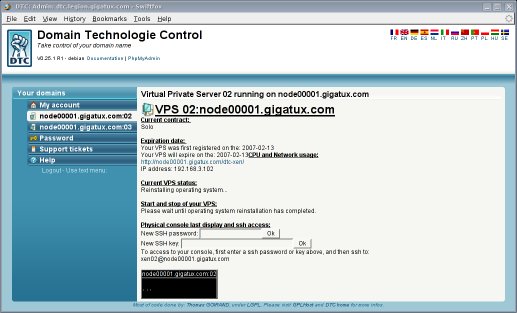 DTC: Admin: dtc.legion.gigatux.com - Swiftfox
File Edit View History Bookmarks Tools Help
DTC
Domain Technologie Control
Take control of your domain name
V0.25.1 R1 - debian Documentation | PhpMyAdmin
FR EN DE ES NL IT RU ZH PT PL HU SE
Your domains
My account
node00001.gigatux.com:02
node00001.gigatux.com:03
Password
Support tickets
Help
Logout - Use text menu:
Virtual Private Server 02 running on node00001.gigatux.com
VPS 02:node00001.gigatux.com
Current contract:
Solo
Expiration date:
Your VPS was first registered on the: 2007-02-13
Your VPS will expire on the: 2007-02-13CPU and Network usage:
http://node00001.gigatux.com/dtc-xen/
IP address: 192.168.3.102
Current VPS status:
Reinstalling operating system...
Start and stop of your VPS:
Please wait until operating system reinstallation has completed.
Physical console last display and ssh access:
New SSH password: Ok
New SSH key: Ok
To access your console, first enter a ssh password or key above, and then ssh to:
xen02@node00001.gigatux.com
node00001.gigatux.com:02
...
Most of code done by: Thomas GOIRAND, under LGPL. Please visit GPLHost and DTC home for more infos.